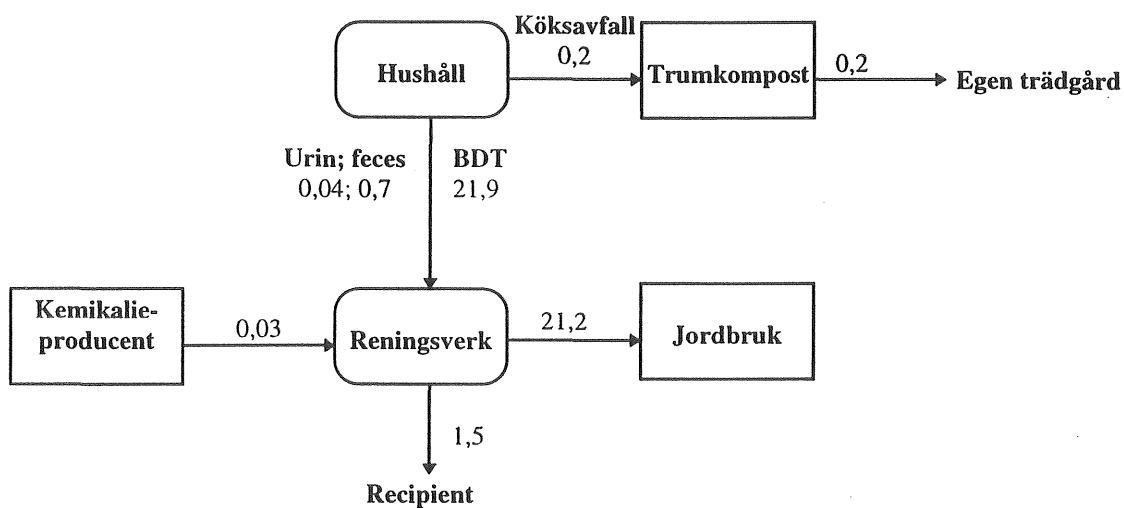 Köksavfall
0,2
Hushåll
Trumkompost
0,2
Egen trädgård
Urin; feces
0,04; 0,7
BDT
21,9
Kemikalie-
producent
0,03
Reningsverk
21,2
Jordbruk
1,5
Recipient